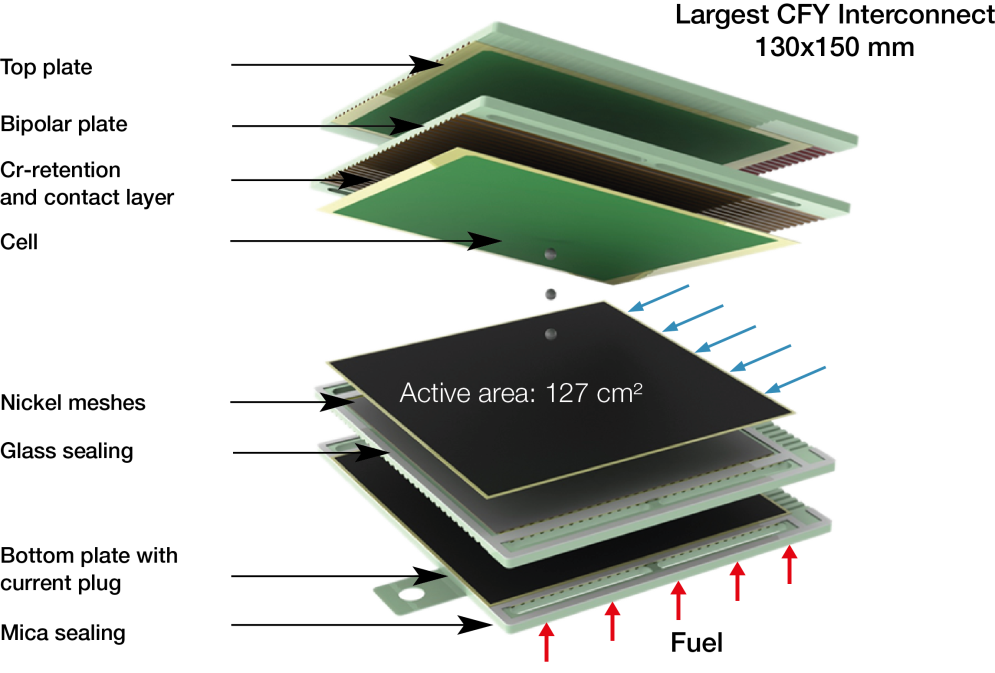 Largest CFY Interconnect
130x150 mm
Top plate
Bipolar plate
Cr-retention
and contact layer
Cell
Active area: 127 cm²
Nickel meshes
Glass sealing
Bottom plate with
current plug
Mica sealing
Fuel